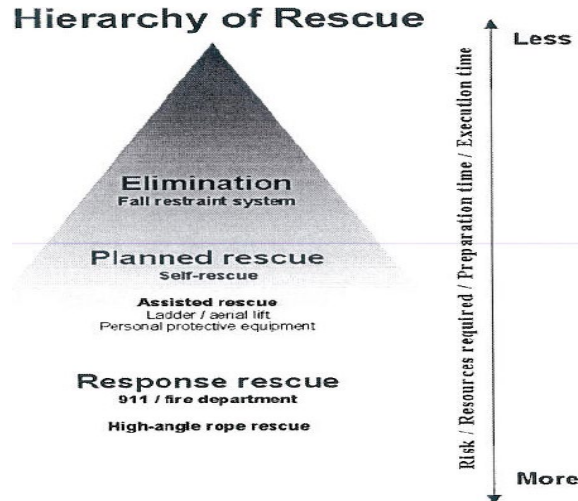 Hierarchy of Rescue
Less
Elimination
Fall restraint system
Planned rescue
Self-rescue
Assisted rescue
Ladder / aerial lift
Personal protective equipment
Response rescue
911 / fire department
High-angle rope rescue
Risk / Resources required / Preparation time / Execution time
More